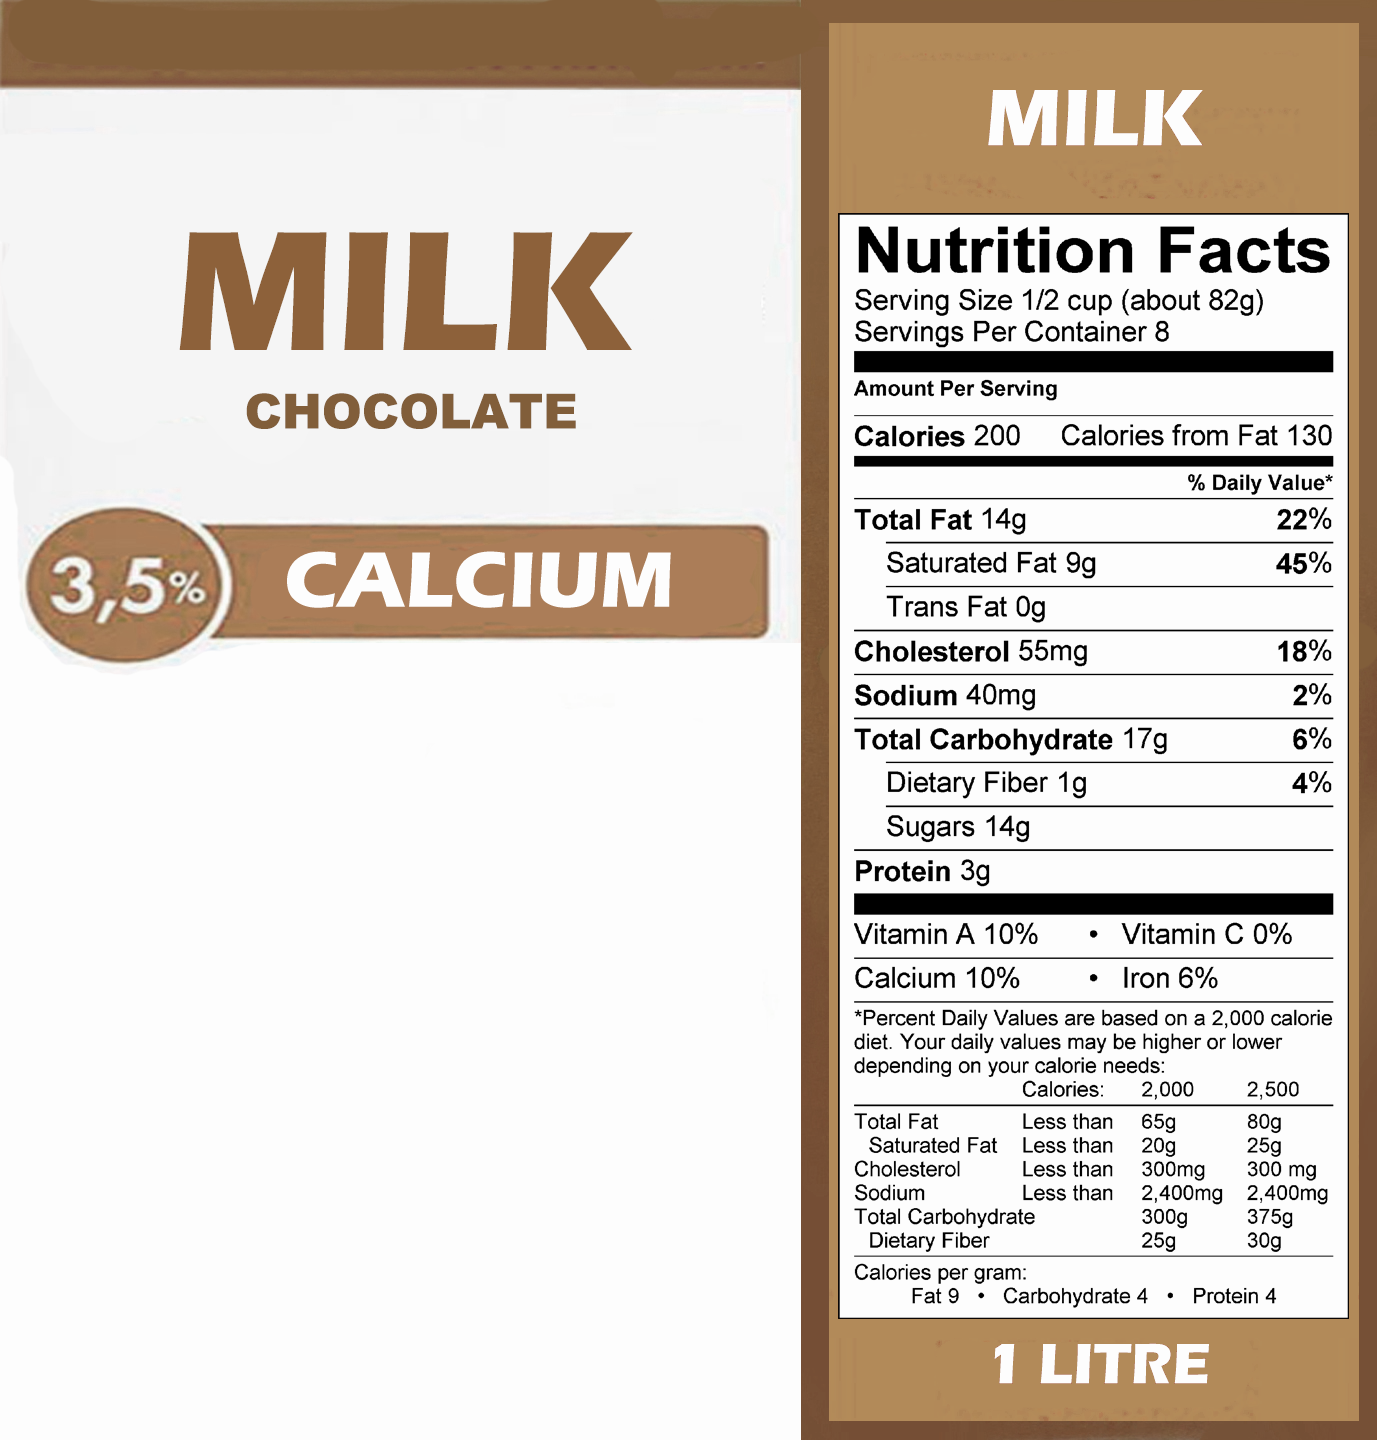 MILK
CHOCOLATE
3,5%
CALCIUM
MILK
Nutrition Facts
Serving Size 1/2 cup (about 82g)
Servings Per Container 8
Amount Per Serving
Calories 200 Calories from Fat 130
% Daily Value*
Total Fat 14g 22%
Saturated Fat 9g 45%
Trans Fat 0g
Cholesterol 55mg 18%
Sodium 40mg 2%
Total Carbohydrate 17g 6%
Dietary Fiber 1g 4%
Sugars 14g
Protein 3g
Vitamin A 10% • Vitamin C 0%
Calcium 10% • Iron 6%
*Percent Daily Values are based on a 2,000 calorie
diet. Your daily values may be higher or lower
depending on your calorie needs:
Calories: 2,000 2,500
Total Fat Less than 65g 80g
Saturated Fat Less than 20g 25g
Cholesterol Less than 300mg 300 mg
Sodium Less than 2,400mg 2,400mg
Total Carbohydrate 300g 375g
Dietary Fiber 25g 30g
Calories per gram:
Fat 9 • Carbohydrate 4 • Protein 4
1 LITRE